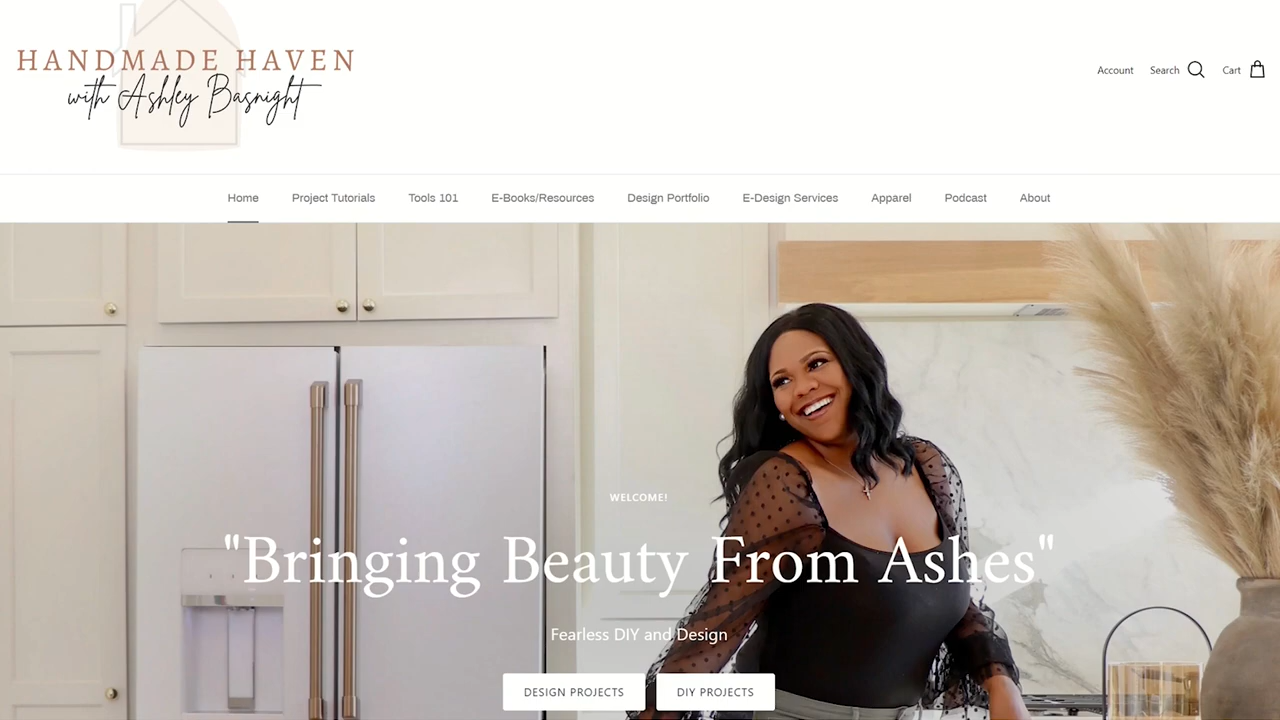 HANDMADE HAVEN
with Ashley Basnight
Account Search Cart
Home Project Tutorials Tools 101 E-Books/Resources Design Portfolio E-Design Services Apparel Podcast About
WELCOME!
"Bringing Beauty From Ashes"
Fearless DIY and Design
DESIGN PROJECTS DIY PROJECTS